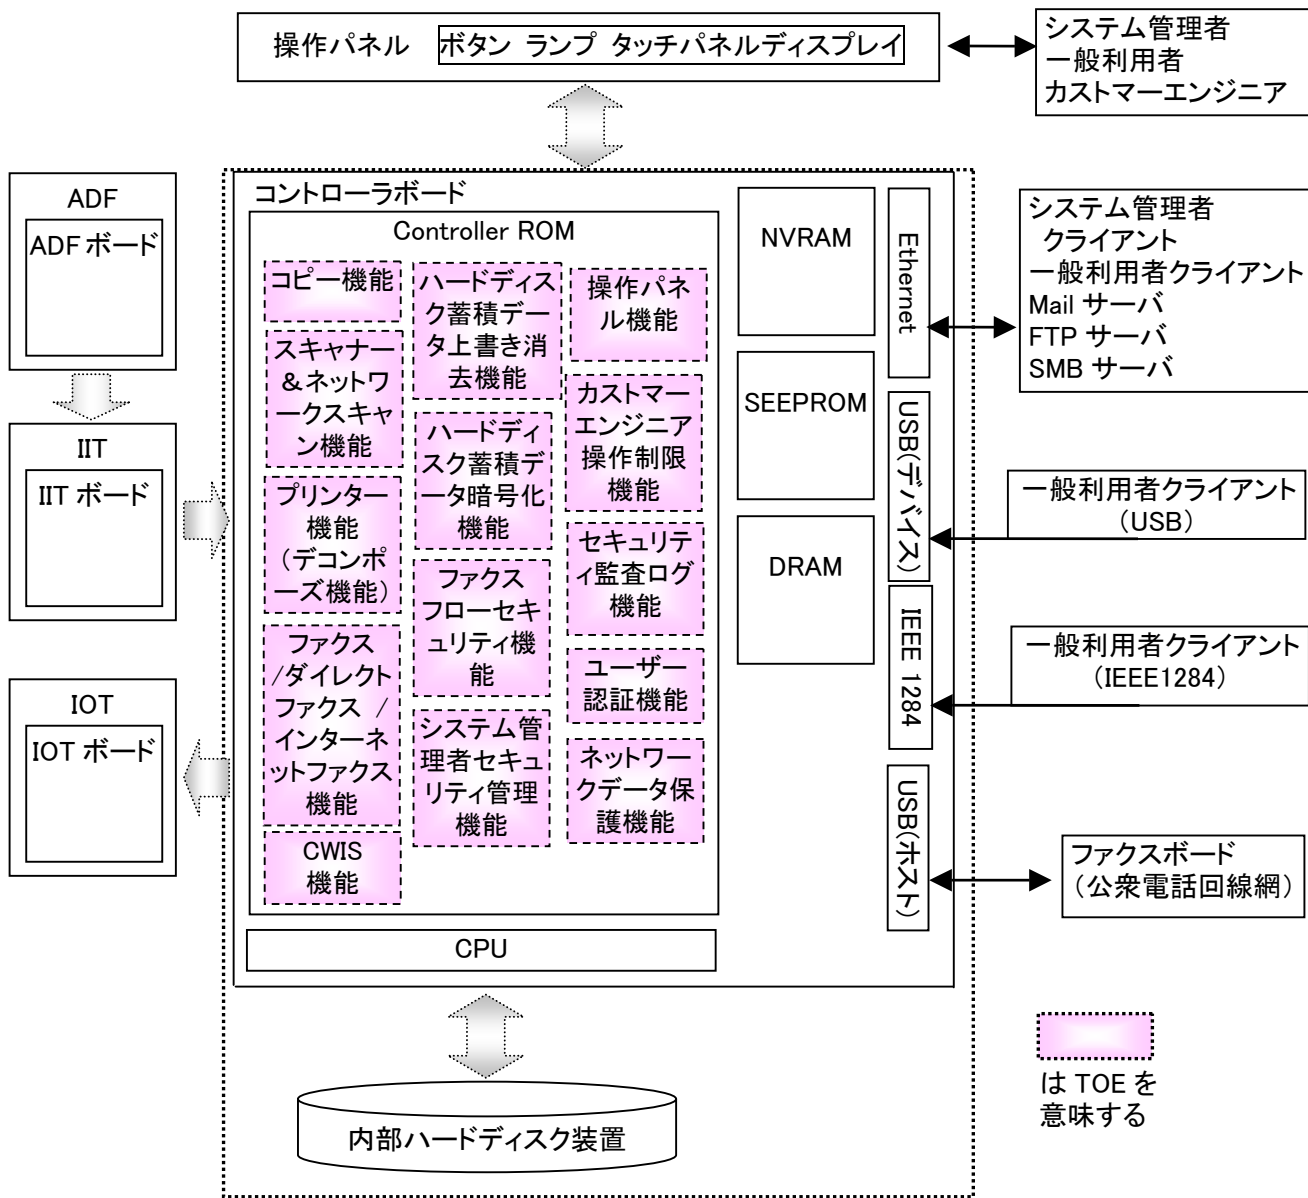 操作パネル ボタン ランプ タッチパネルディスプレイ
システム管理者
一般利用者
カストマーエンジニア
ADF
ADF ボード
IIT
IIT ボード
IOT
IOT ボード
コントローラボード
Controller ROM
コピー機能
スキャナー
＆ネットワ
ークスキャ
ン機能
プリンター
機能
（デコンポ
ーズ機能）
ファクス
/ダイレクト
ファクス /
インターネ
ットファクス
機能
CWIS
機能
ハードディス
ク蓄積デー
タ上書き消
去機能
ハードディ
スク蓄積デ
ータ暗号化
機能
ファクス
フローセキ
ュリティ機
能
システム管
理者セキュ
リティ管理
機能
操作パネ
ル機能
カストマー
エンジニア
操作制限
機能
セキュリテ
ィ監査ログ
機能
ユーザー
認証機能
ネットワー
クデータ保
護機能
CPU
NVRAM
SEEPROM
DRAM
Ethernet
USB(デバイス)
IEEE 1284
USB(ホスト)
システム管理者
クライアント
一般利用者クライアント
Mail サーバ
FTP サーバ
SMB サーバ
一般利用者クライアント
（USB）
一般利用者クライアント
（IEEE1284）
ファクスボード
（公衆電話回線網）
内部ハードディスク装置
は TOE を
意味する